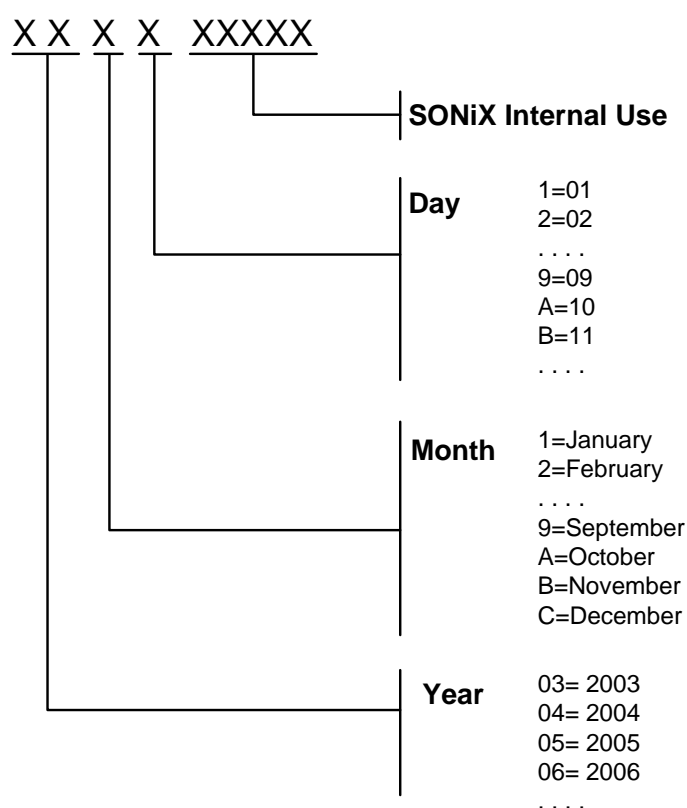 XX X X XXXXX
SONiX Internal Use
Day
1=01
2=02
. . . .
9=09
A=10
B=11
. . . .
Month
1=January
2=February
. . . .
9=September
A=October
B=November
C=December
Year
03= 2003
04= 2004
05= 2005
06= 2006
. . . .